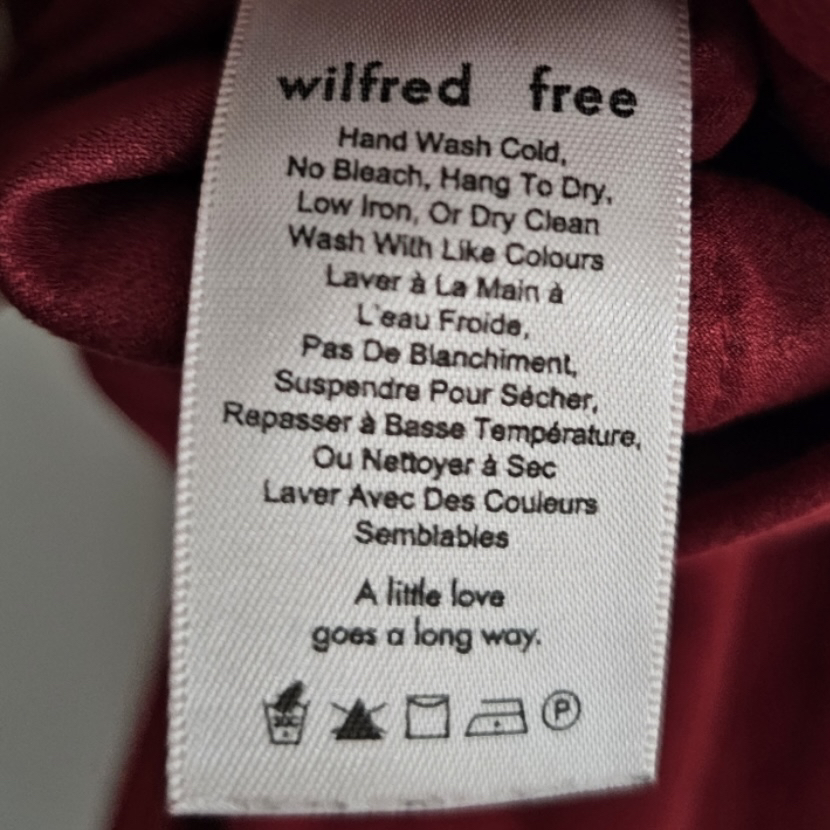 wilfred free
Hand Wash Cold,
No Bleach, Hang To Dry,
Low Iron, Or Dry Clean
Wash With Like Colours
Laver à La Main à
L'eau Froide,
Pas De Blanchiment,
Suspendre Pour Sécher,
Repasser à Basse Température,
Ou Nettoyer à Sec
Laver Avec Des Couleurs
Semblables
A little love
goes a long way.
30C P